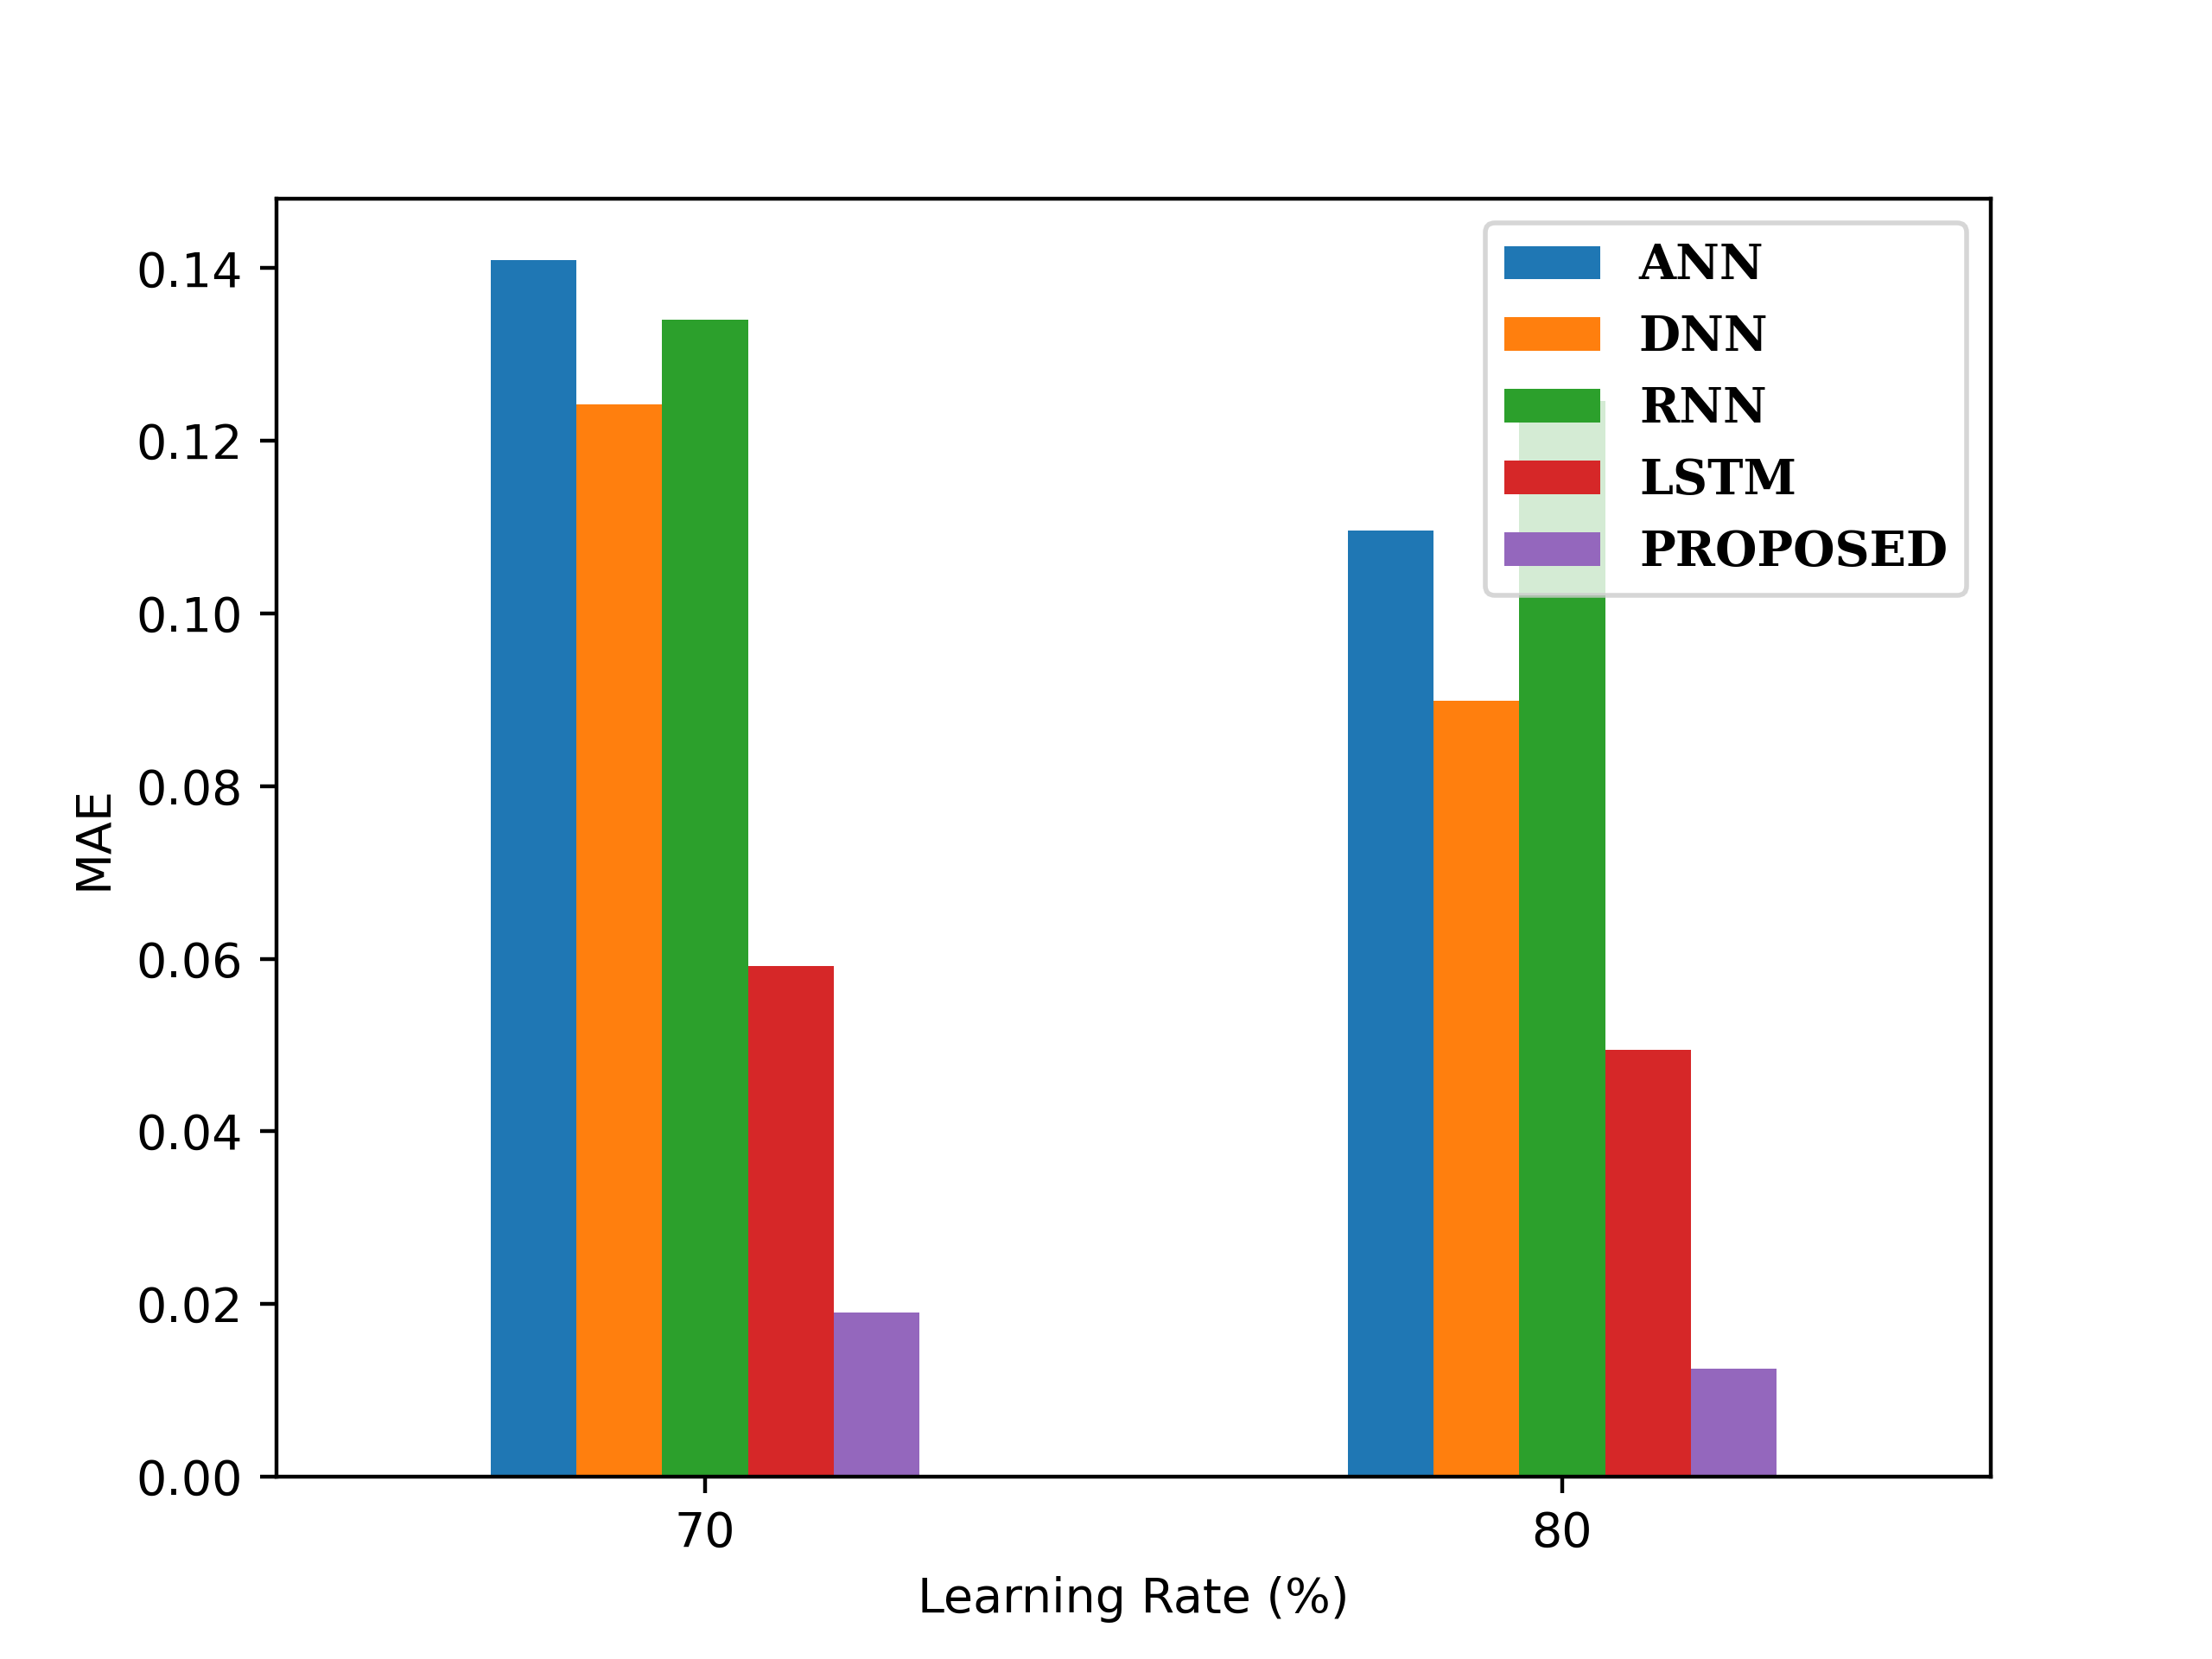 0.14
0.12
0.10
0.08
0.06
0.04
0.02
0.00
MAE
70
80
Learning Rate (%)
ANN
DNN
RNN
LSTM
PROPOSED